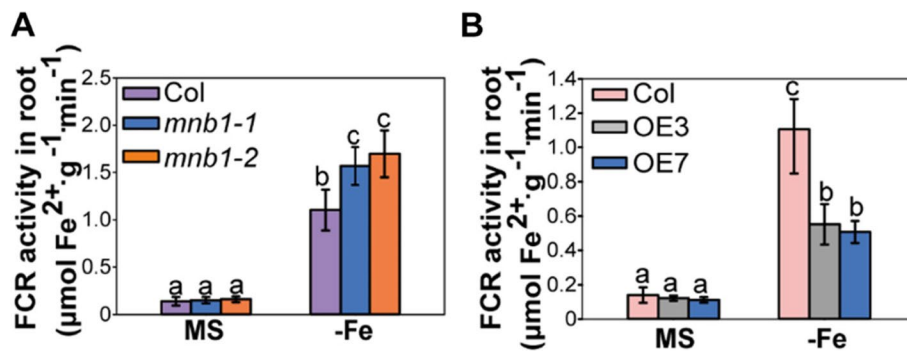 A
FCR activity in root
(µmol Fe²⁺·g⁻¹·min⁻¹)
2.5
2.0
1.5
1.0
0.5
0
Col
mnb1-1
mnb1-2
a a a
b c c
MS -Fe
B
FCR activity in root
(µmol Fe²⁺·g⁻¹·min⁻¹)
1.4
1.2
1.0
0.8
0.6
0.4
0.2
0
Col
OE3
OE7
a a a
c b b
MS -Fe